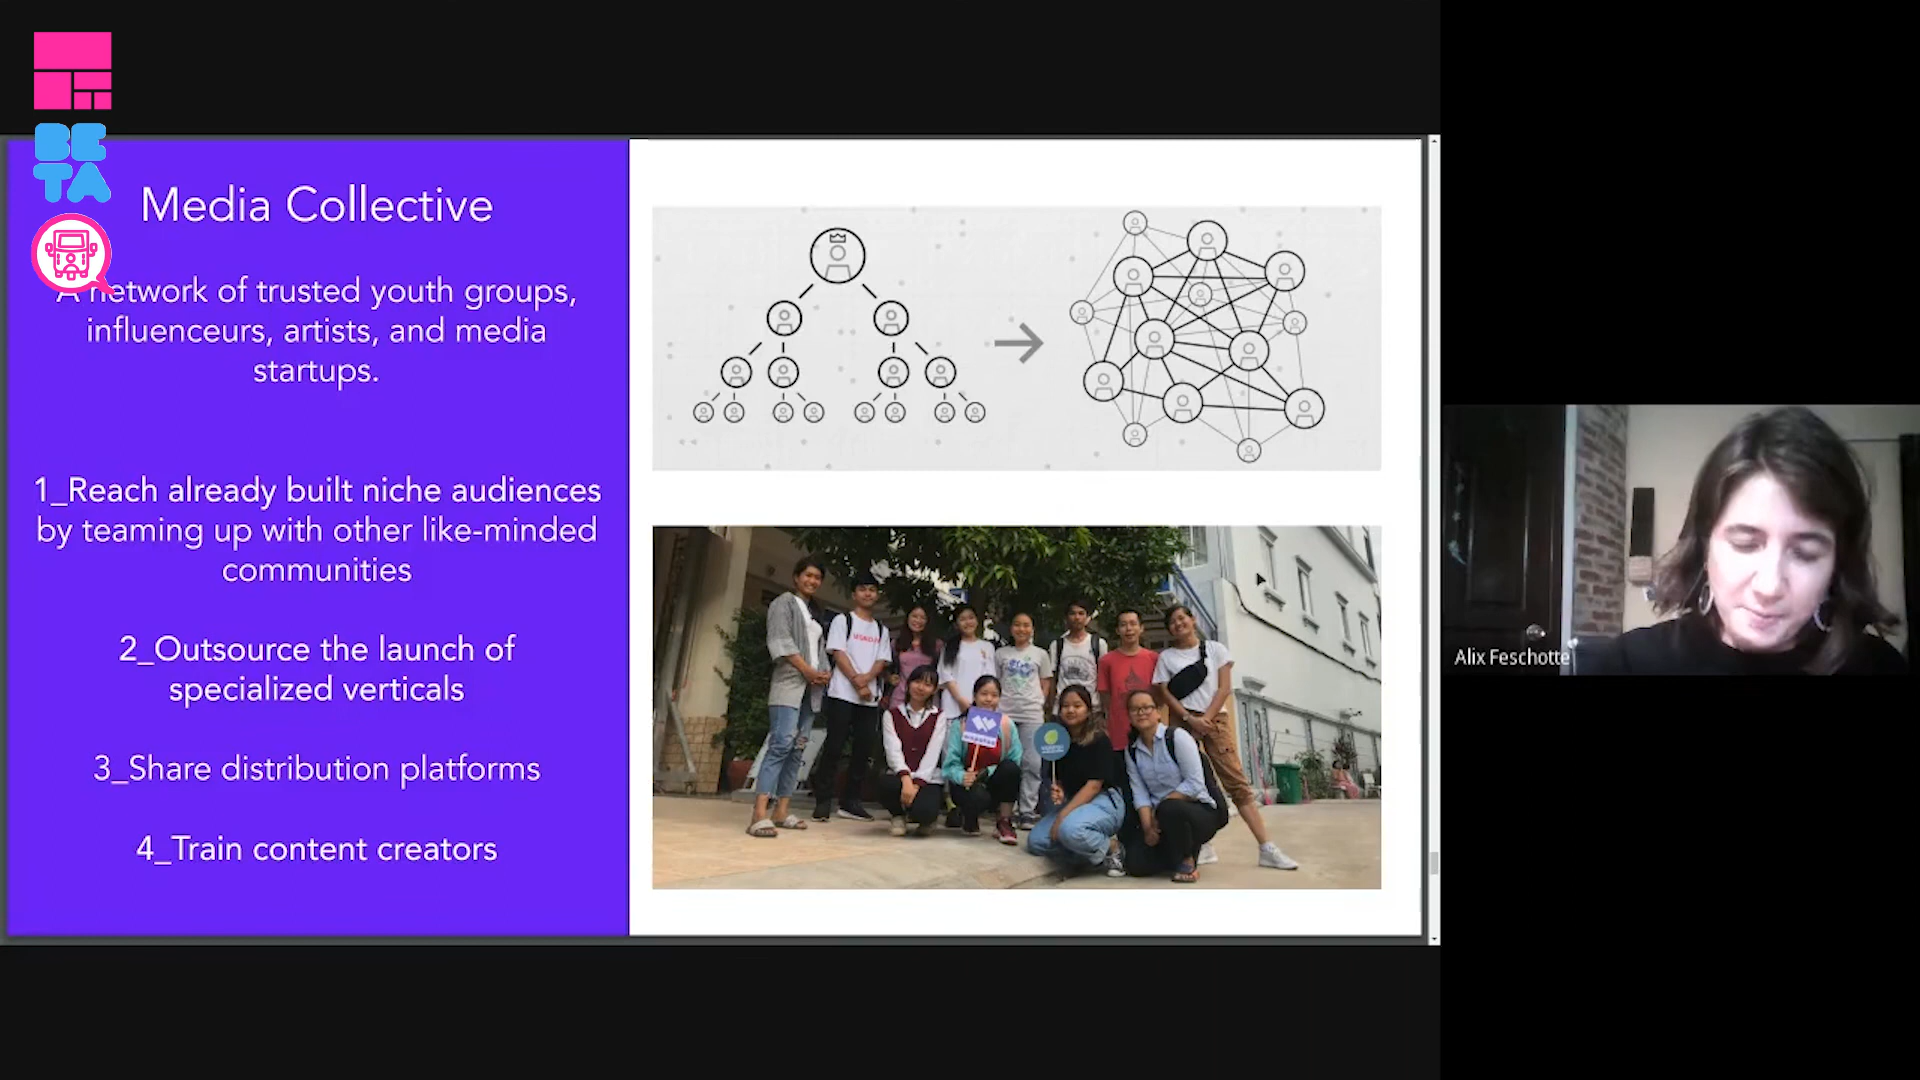 BE
TA
Media Collective
A network of trusted youth groups,
influenceurs, artists, and media
startups.
1_Reach already built niche audiences
by teaming up with other like-minded
communities
2_Outsource the launch of
specialized verticals
3_Share distribution platforms
4_Train content creators
Alix Feschotte